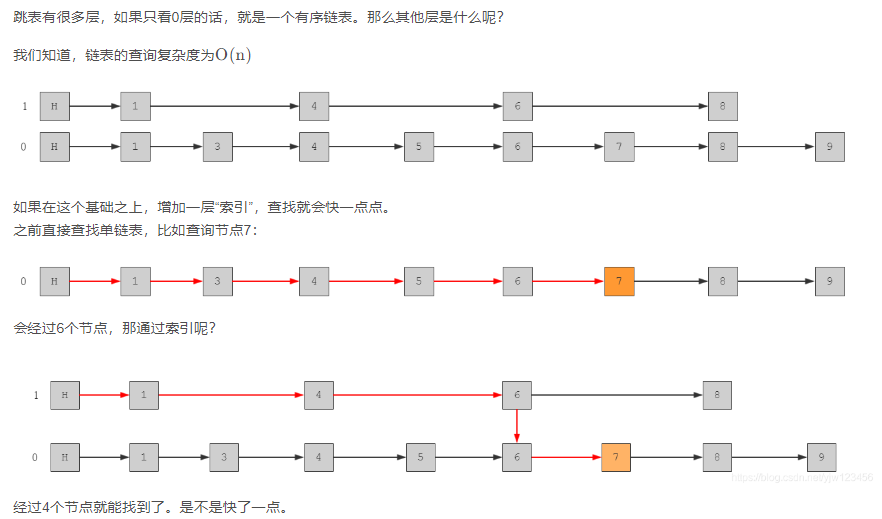 跳表有很多层，如果只看0层的话，就是一个有序链表。那么其他层是什么呢？
我们知道，链表的查询复杂度为O(n)
1 H 1 4 6 8
0 H 1 3 4 5 6 7 8 9
如果在这个基础之上，增加一层“索引”，查找就会快一点点。
之前直接查找单链表，比如查询节点7：
0 H 1 3 4 5 6 7 8 9
会经过6个节点，那通过索引呢？
1 H 1 4 6 8
0 H 1 3 4 5 6 7 8 9
经过4个节点就能找到了。是不是快了一点。